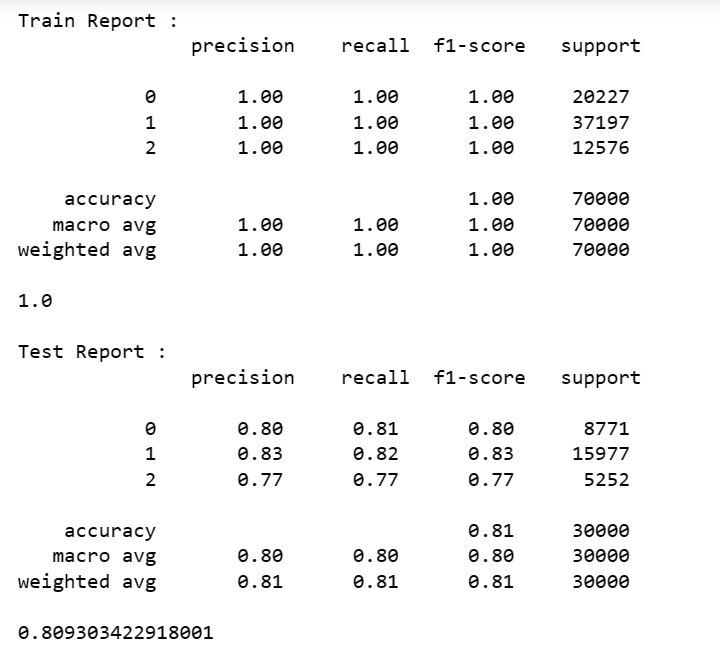 Train Report :
precision recall f1-score support
0 1.00 1.00 1.00 20227
1 1.00 1.00 1.00 37197
2 1.00 1.00 1.00 12576
accuracy 1.00 70000
macro avg 1.00 1.00 1.00 70000
weighted avg 1.00 1.00 1.00 70000
1.0
Test Report :
precision recall f1-score support
0 0.80 0.81 0.80 8771
1 0.83 0.82 0.83 15977
2 0.77 0.77 0.77 5252
accuracy 0.81 30000
macro avg 0.80 0.80 0.80 30000
weighted avg 0.81 0.81 0.81 30000
0.809303422918001